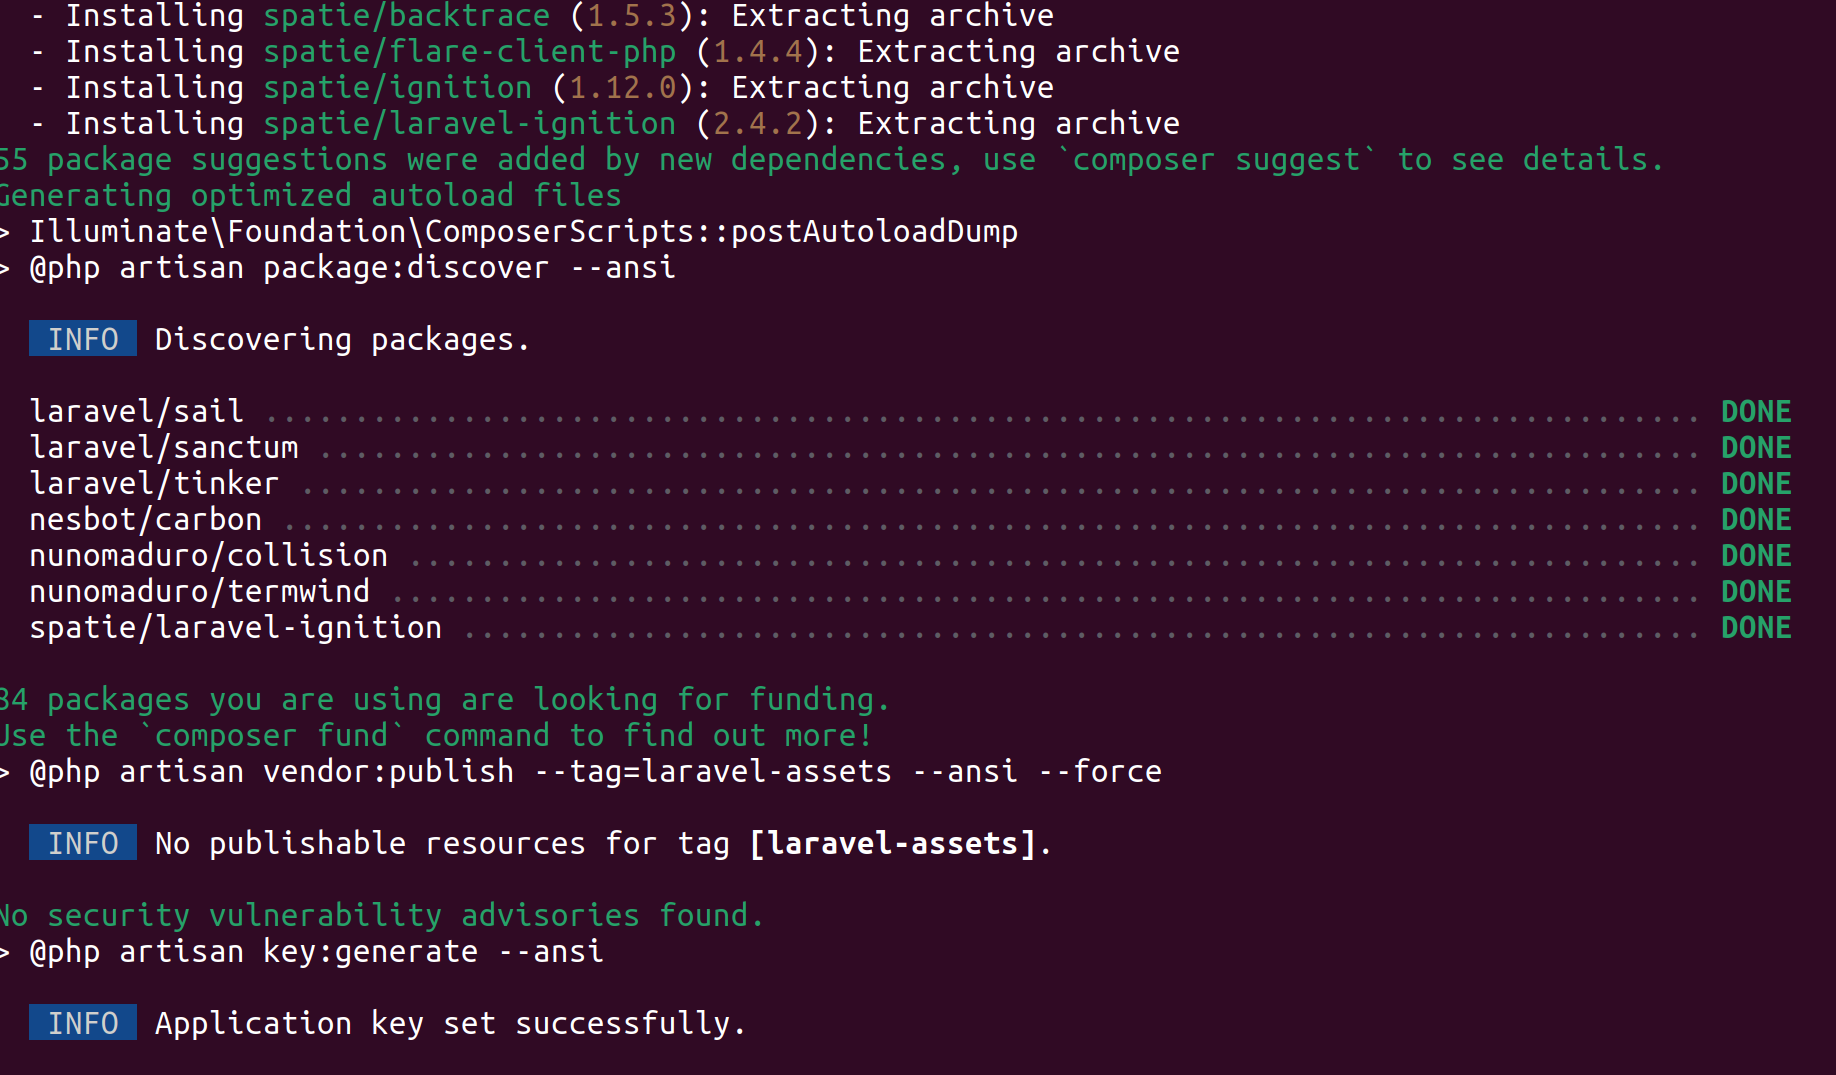 - Installing spatie/backtrace (1.5.3): Extracting archive
- Installing spatie/flare-client-php (1.4.4): Extracting archive
- Installing spatie/ignition (1.12.0): Extracting archive
- Installing spatie/laravel-ignition (2.4.2): Extracting archive
55 package suggestions were added by new dependencies, use `composer suggest` to see details.
Generating optimized autoload files
> Illuminate\Foundation\ComposerScripts::postAutoloadDump
> @php artisan package:discover --ansi
INFO Discovering packages.
laravel/sail ................................................................................ DONE
laravel/sanctum ............................................................................. DONE
laravel/tinker .............................................................................. DONE
nesbot/carbon ............................................................................... DONE
nunomaduro/collision ........................................................................ DONE
nunomaduro/termwind ......................................................................... DONE
spatie/laravel-ignition ..................................................................... DONE
84 packages you are using are looking for funding.
Use the `composer fund` command to find out more!
> @php artisan vendor:publish --tag=laravel-assets --ansi --force
INFO No publishable resources for tag [laravel-assets].
No security vulnerability advisories found.
> @php artisan key:generate --ansi
INFO Application key set successfully.